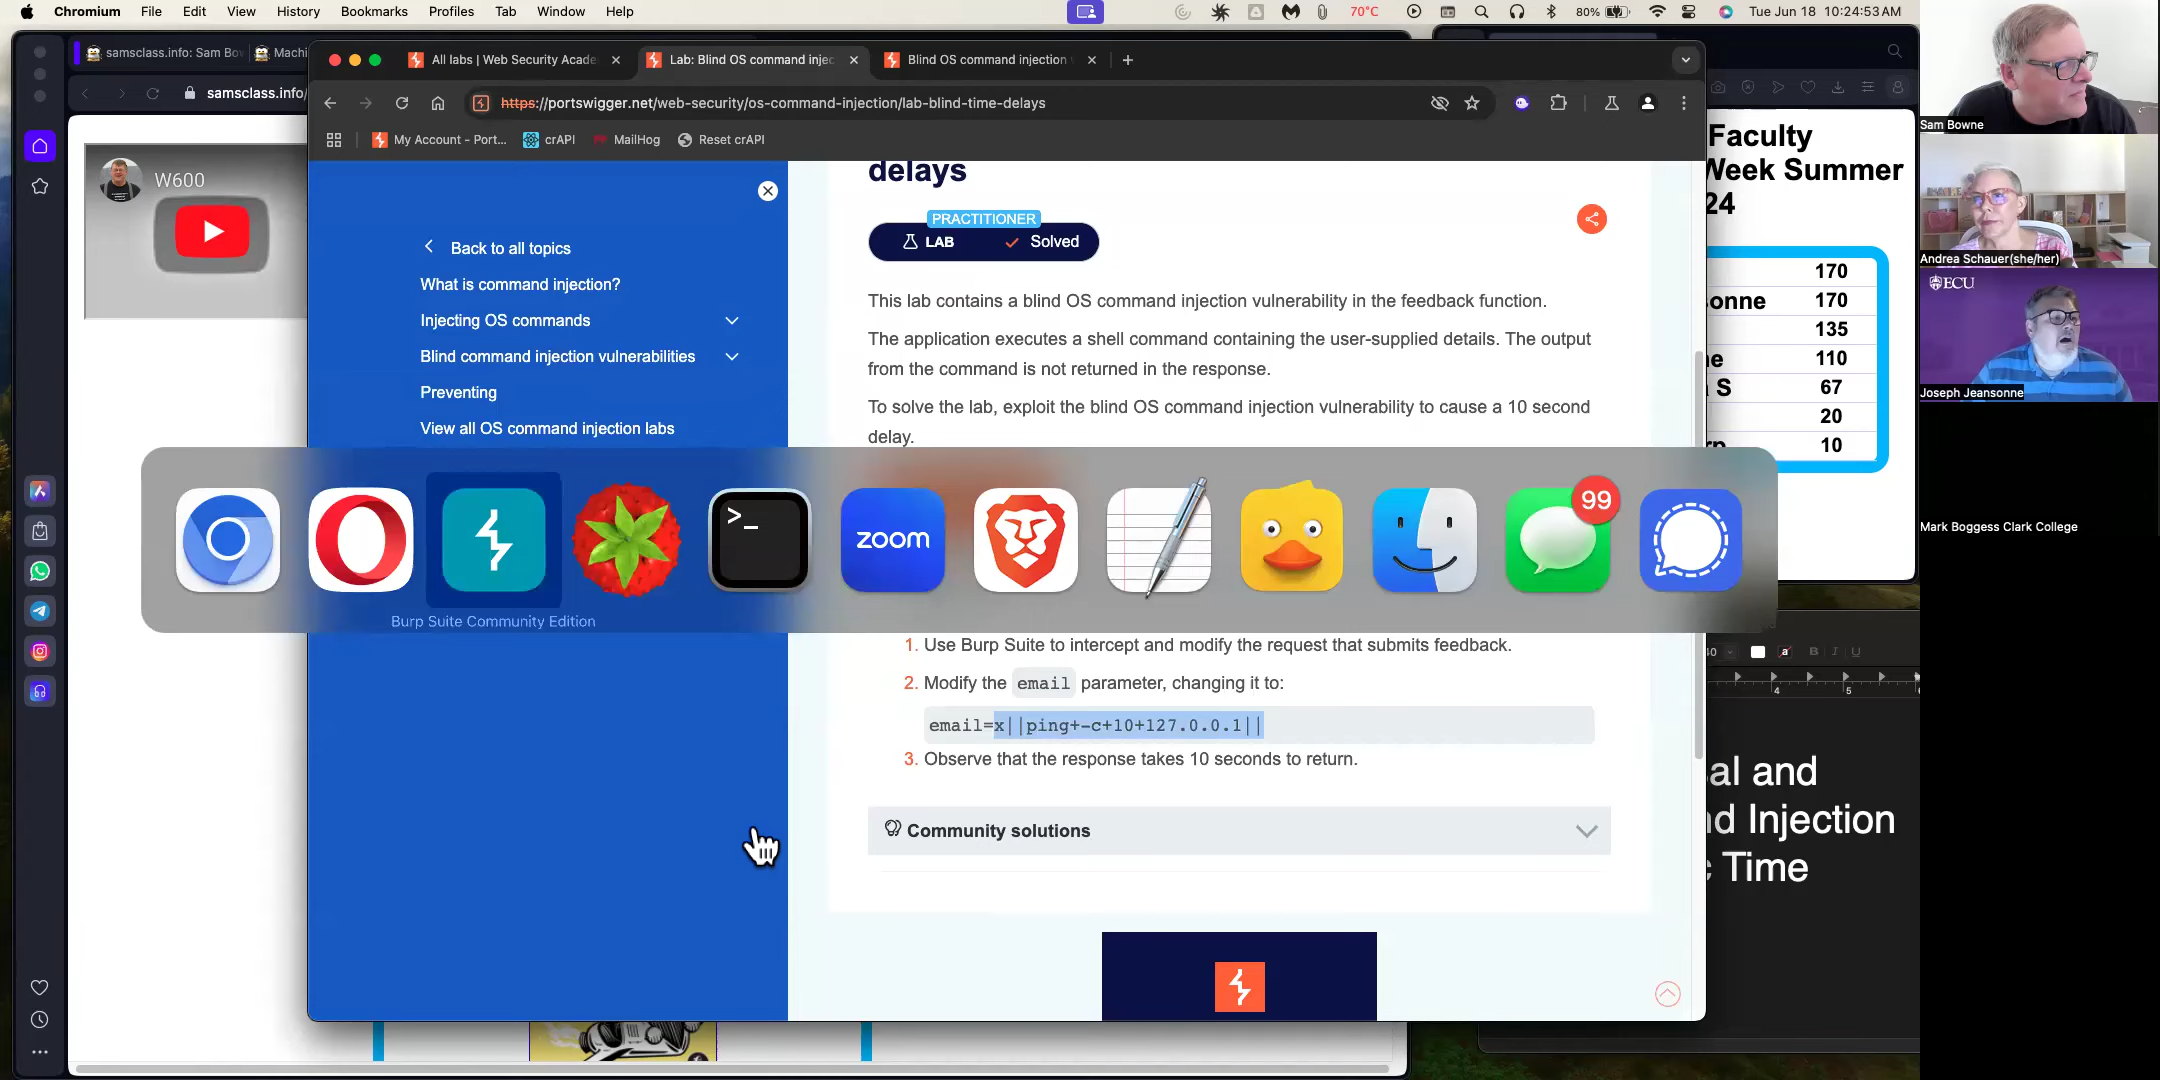 Chromium File Edit View History Bookmarks Profiles Tab Window Help
70°C 80% Tue Jun 18 10:24:53 AM
samsclass.info: Sam Bow
Machi
All labs | Web Security Acade
Lab: Blind OS command injec
Blind OS command injection
samsclass.info/
https://portswigger.net/web-security/os-command-injection/lab-blind-time-delays
My Account - Port... crAPI MailHog Reset crAPI
W600
delays
PRACTITIONER
LAB Solved
Back to all topics
What is command injection?
Injecting OS commands
Blind command injection vulnerabilities
Preventing
View all OS command injection labs
This lab contains a blind OS command injection vulnerability in the feedback function.
The application executes a shell command containing the user-supplied details. The output
from the command is not returned in the response.
To solve the lab, exploit the blind OS command injection vulnerability to cause a 10 second
delay.
>_
zoom
99
Burp Suite Community Edition
1. Use Burp Suite to intercept and modify the request that submits feedback.
2. Modify the email parameter, changing it to:
email=x||ping+-c+10+127.0.0.1||
3. Observe that the response takes 10 seconds to return.
Community solutions
Faculty
Week Summer
24
170
onne 170
135
e 110
S 67
20
rp 10
B I U
4 5
al and
d Injection
Time
Sam Bowne
Andrea Schauer(she/her)
ECU
Joseph Jeansonne
Mark Boggess Clark College